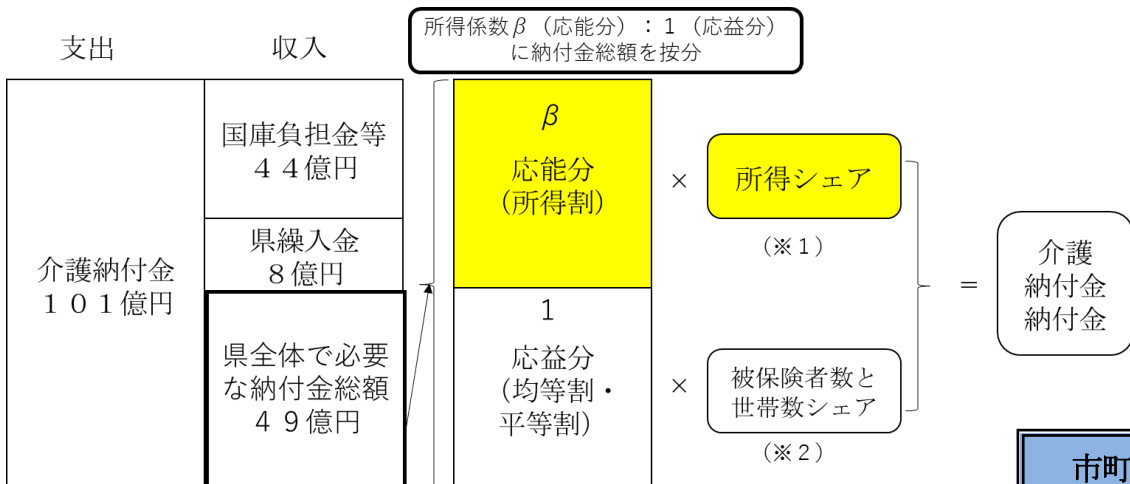 支出
収入
所得係数β（応能分）：１（応益分）
に納付金総額を按分
介護納付金
１０１億円
国庫負担金等
４４億円
県繰入金
８億円
県全体で必要
な納付金総額
４９億円
β
応能分
（所得割）
1
応益分
（均等割・
平等割）
×
所得シェア
（※１）
×
被保険者数と
世帯数シェア
（※２）
＝
介護
納付金
納付金
市町